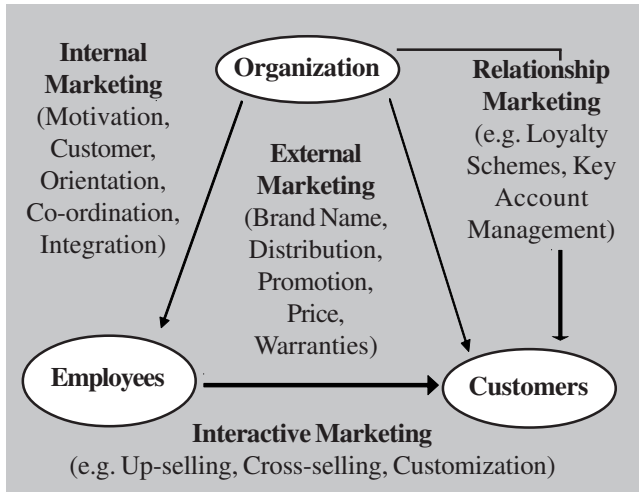 Internal
Marketing
(Motivation,
Customer,
Orientation,
Co-ordination,
Integration)
Organization
Relationship
Marketing
(e.g. Loyalty
Schemes, Key
Account
Management)
External
Marketing
(Brand Name,
Distribution,
Promotion,
Price,
Warranties)
Employees
Customers
Interactive Marketing
(e.g. Up-selling, Cross-selling, Customization)